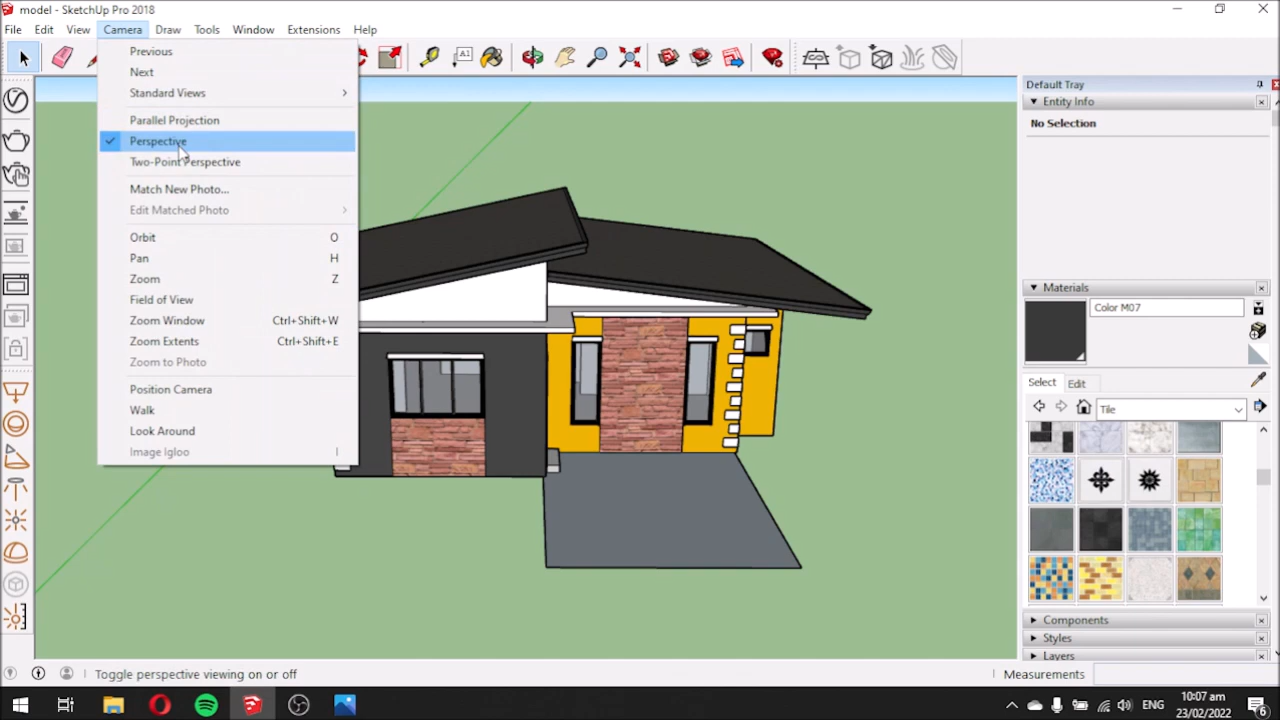 model - SketchUp Pro 2018
File Edit View Camera Draw Tools Window Extensions Help
Previous
Next
Standard Views
Parallel Projection
Perspective
Two-Point Perspective
Match New Photo...
Edit Matched Photo
Orbit O
Pan H
Zoom Z
Field of View
Zoom Window Ctrl+Shift+W
Zoom Extents Ctrl+Shift+E
Zoom to Photo
Position Camera
Walk
Look Around
Image Igloo I
A1
Default Tray
Entity Info
No Selection
Materials
Color M07
Select Edit
Tile
Components
Styles
Layers
Toggle perspective viewing on or off
Measurements
ENG
10:07 am
23/02/2022
6